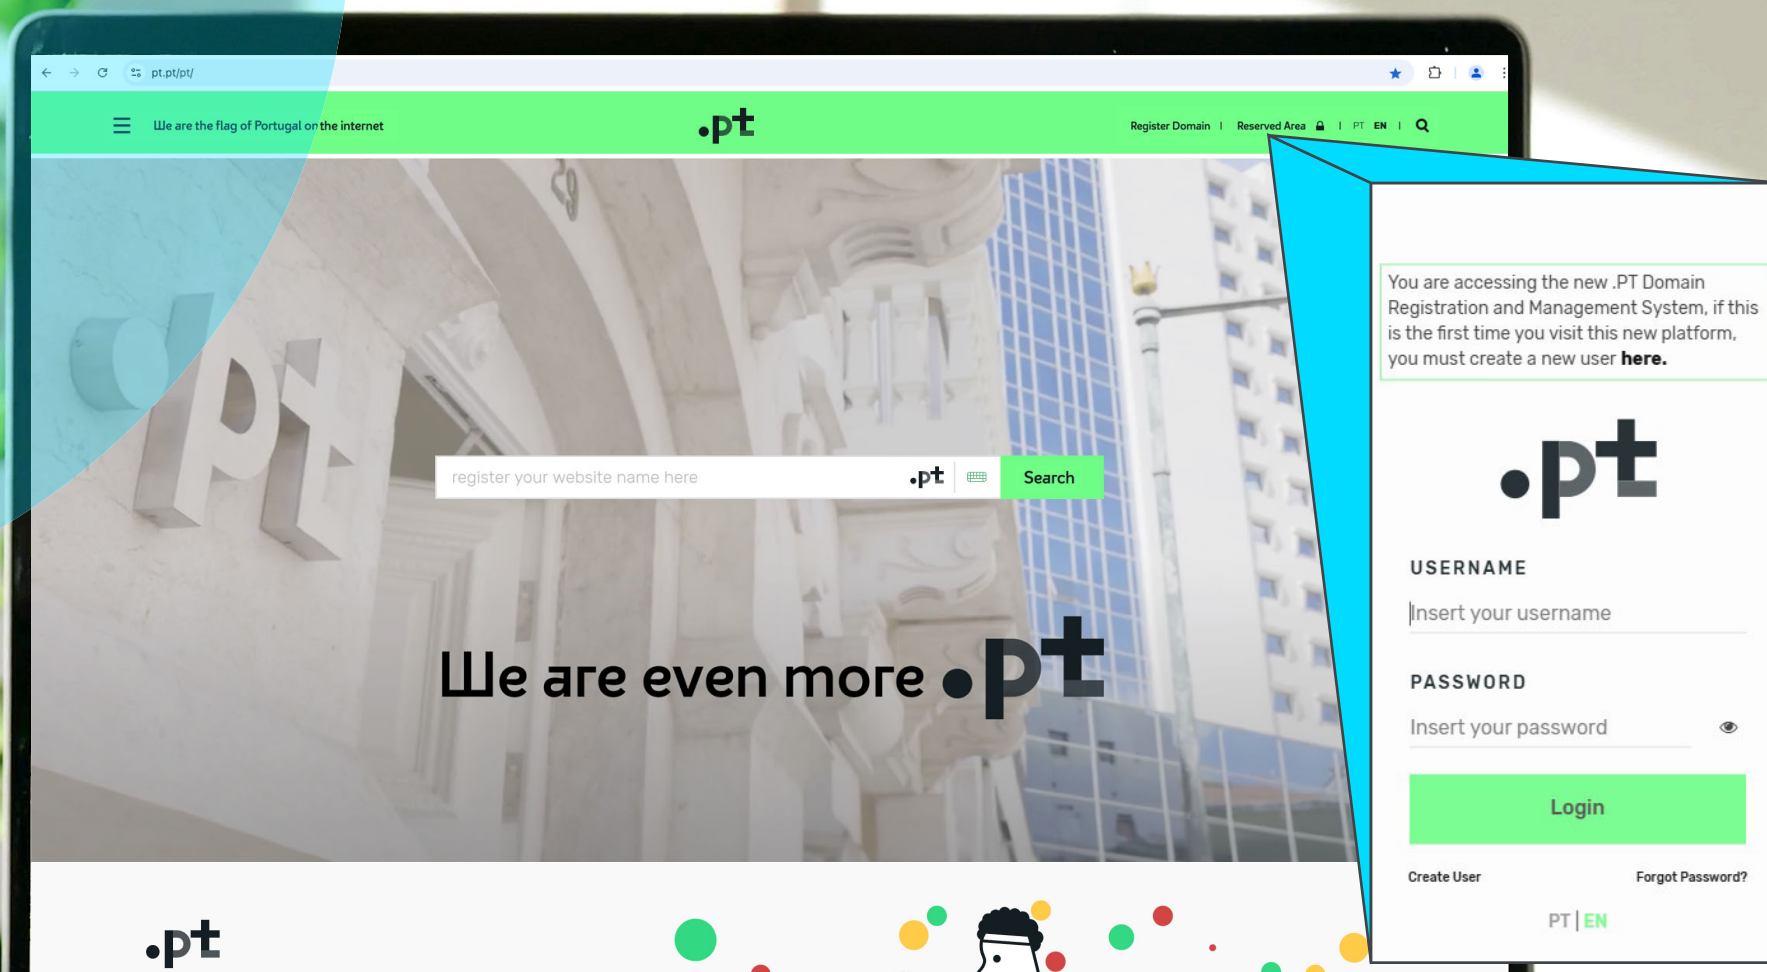 pt.pt/pt/
We are the flag of Portugal on the internet
.pt
Register Domain | Reserved Area | PT EN |
.pt
register your website name here .pt Search
We are even more .pt
.pt
You are accessing the new .PT Domain
Registration and Management System, if this
is the first time you visit this new platform,
you must create a new user here.
.pt
USERNAME
Insert your username
PASSWORD
Insert your password
Login
Create User Forgot Password?
PT | EN